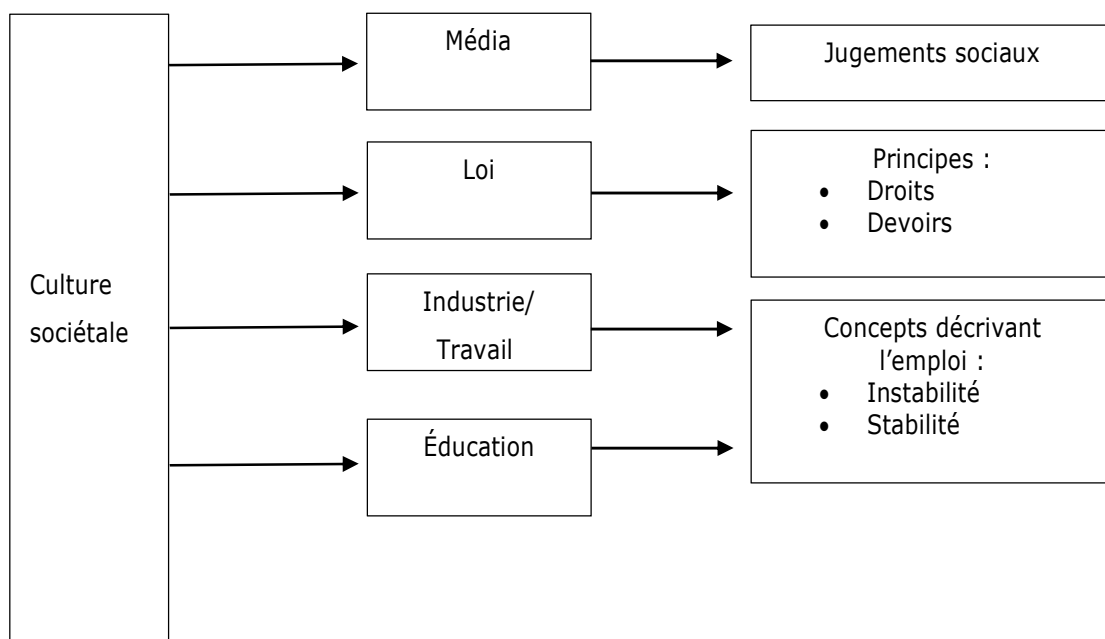 Culture
sociétale
Média
Loi
Industrie/
Travail
Éducation
Jugements sociaux
Principes :
• Droits
• Devoirs
Concepts décrivant
l’emploi :
• Instabilité
• Stabilité